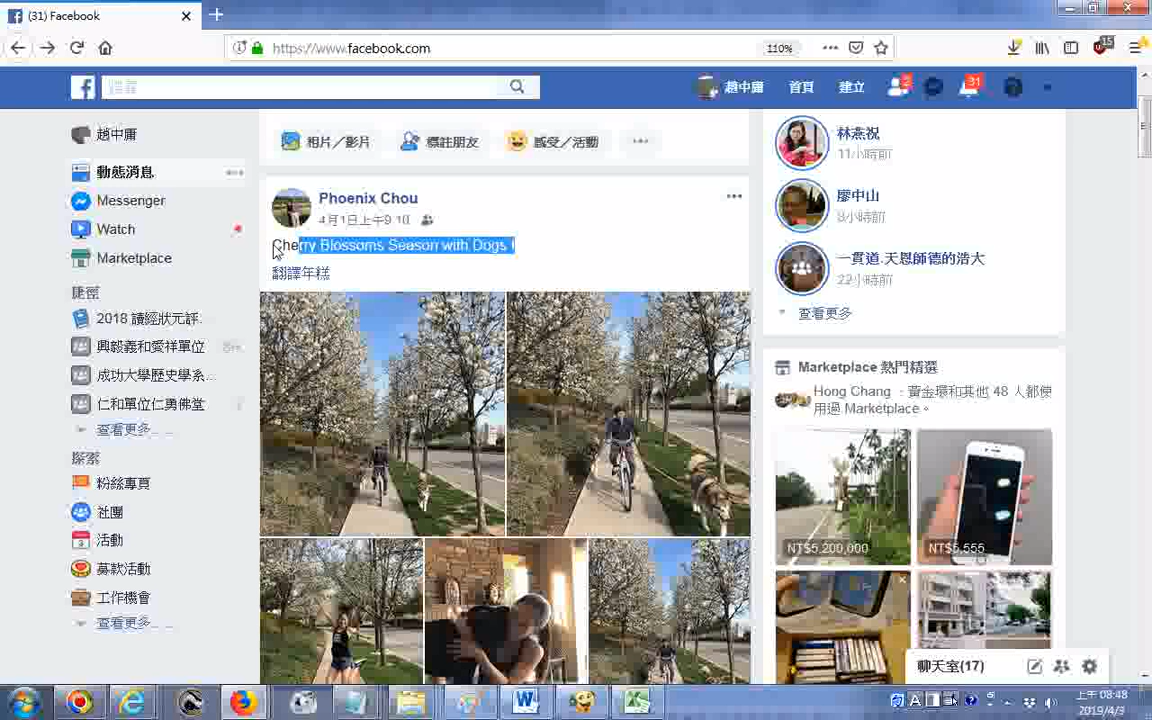 (31) Facebook
https://www.facebook.com
110%
15
趙中庸
首頁
建立
2
31
趙中庸
動態消息
Messenger
Watch
Marketplace
捷徑
2018 讀經狀元評...
興毅義和愛祥單位
成功大學歷史學系...
仁和單位仁勇佛堂
查看更多...
探索
粉絲專頁
社團
活動
募款活動
工作機會
查看更多...
相片／影片
標註朋友
感受／活動
Phoenix Chou
4月1日上午9:10
Cherry Blossoms Season with Dogs !
翻譯年糕
林燕祝
11小時前
廖中山
8小時前
一貫道.天恩師德的浩大
22小時前
查看更多
Marketplace 熱門精選
Hong Chang 、黃金環和其他 48 人都使
用過 Marketplace。
NT$5,200,000
NT$5,555
聊天室(17)
上午 08:48
2019/4/3